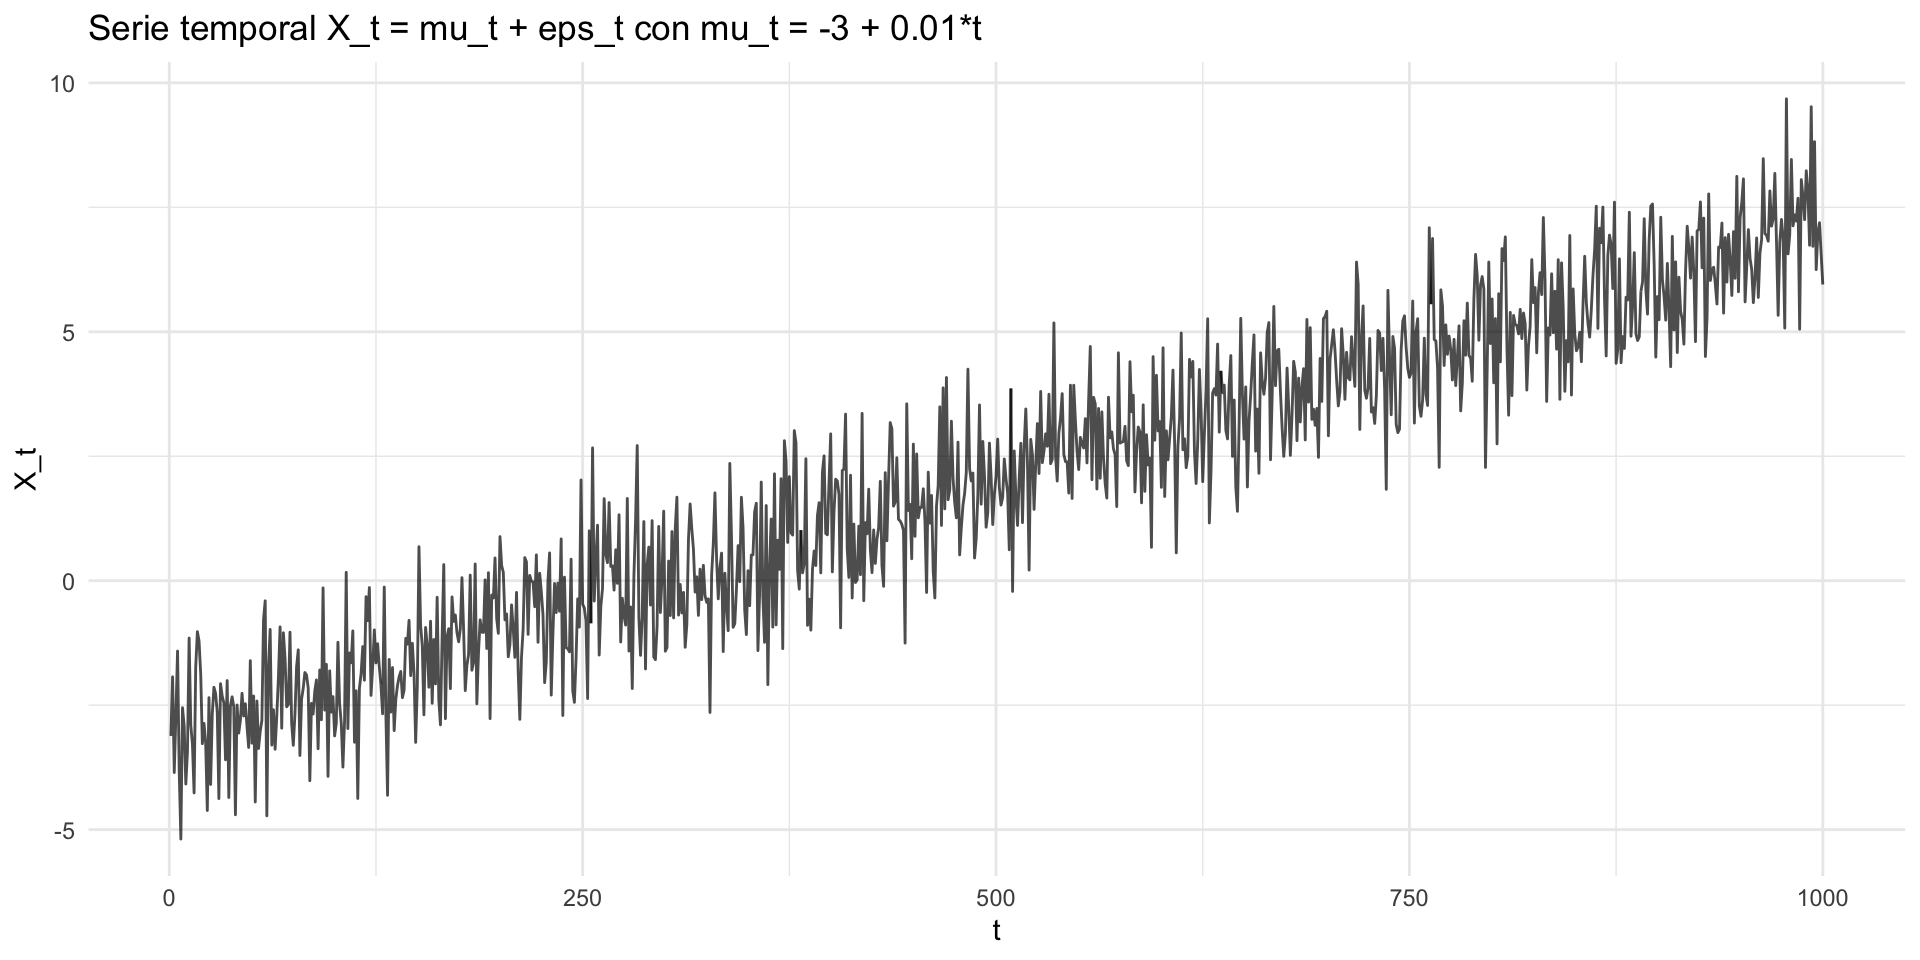 Serie temporal X_t = mu_t + eps_t con mu_t = -3 + 0.01*t
10
5
0
-5
X_t
0 250 500 750 1000
t